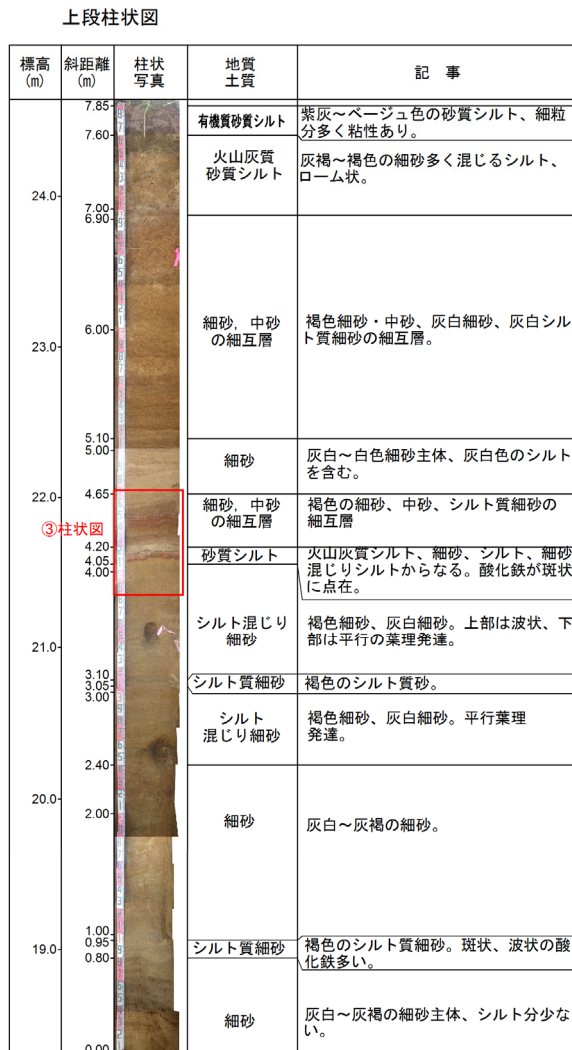 上段柱状図
標高
(m)
斜距離
(m)
柱状
写真
地質
土質
記 事
7.85
有機質砂質シルト
紫灰～ベージュ色の砂質シルト、細粒
分多く粘性あり。
7.60
火山灰質
砂質シルト
灰褐～褐色の細砂多く混じるシルト、
ローム状。
24.0
7.00
6.90
細砂，中砂
の細互層
褐色細砂・中砂、灰白細砂、灰白シル
ト質細砂の細互層。
6.00
23.0
5.10
5.00
細砂
灰白～白色細砂主体、灰白色のシルト
を含む。
4.65
22.0
細砂，中砂
の細互層
褐色の細砂、中砂、シルト質細砂の
細互層
③柱状図
4.20
砂質シルト
火山灰質シルト、細砂、シルト、細砂
混じりシルトからなる。酸化鉄が斑状
に点在。
4.05
4.00
シルト混じり
細砂
褐色細砂、灰白細砂。上部は波状、下
部は平行の葉理発達。
21.0
3.10
3.05
3.00
シルト質細砂
褐色のシルト質砂。
シルト
混じり細砂
褐色細砂、灰白細砂。平行葉理
発達。
2.40
20.0
2.00
細砂
灰白～灰褐の細砂。
1.00
0.95
0.80
19.0
シルト質細砂
褐色のシルト質細砂。斑状、波状の酸
化鉄多い。
細砂
灰白～灰褐の細砂主体、シルト分少な
い。
0.00